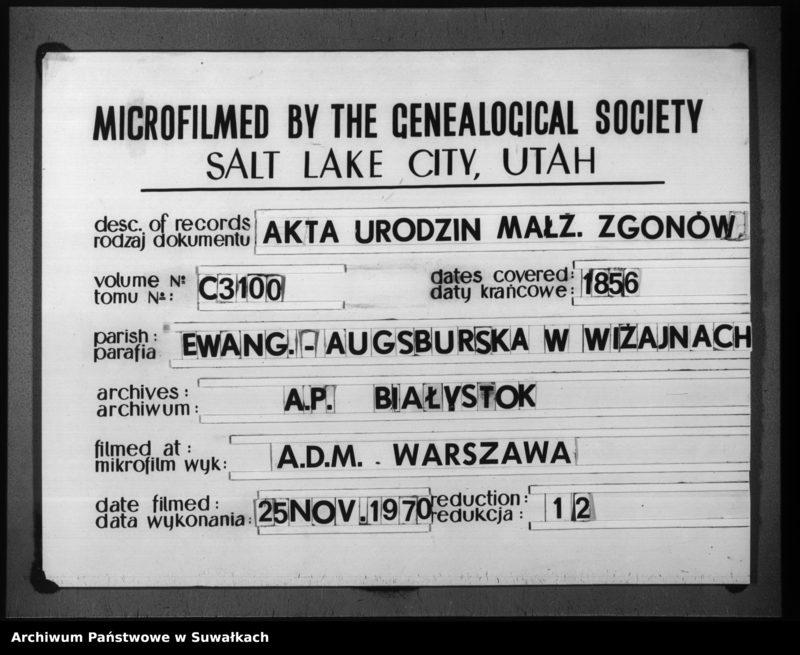 MICROFILMED BY THE GENEALOGICAL SOCIETY
SALT LAKE CITY, UTAH
desc. of records
rodzaj dokumentu
AKTA URODZIN MAŁŻ. ZGONÓW
volume №
tomu №:
C3100
dates covered:
daty krańcowe:
1856
parish:
parafia
EWANG. - AUGSBURSKA W WIŻAJNACH
archives:
archiwum:
A.P. BIAŁYSTOK
filmed at:
mikrofilm wyk:
A.D.M. - WARSZAWA
date filmed:
data wykonania:
25 NOV. 1970
reduction:
redukcja:
12
Archiwum Państwowe w Suwałkach